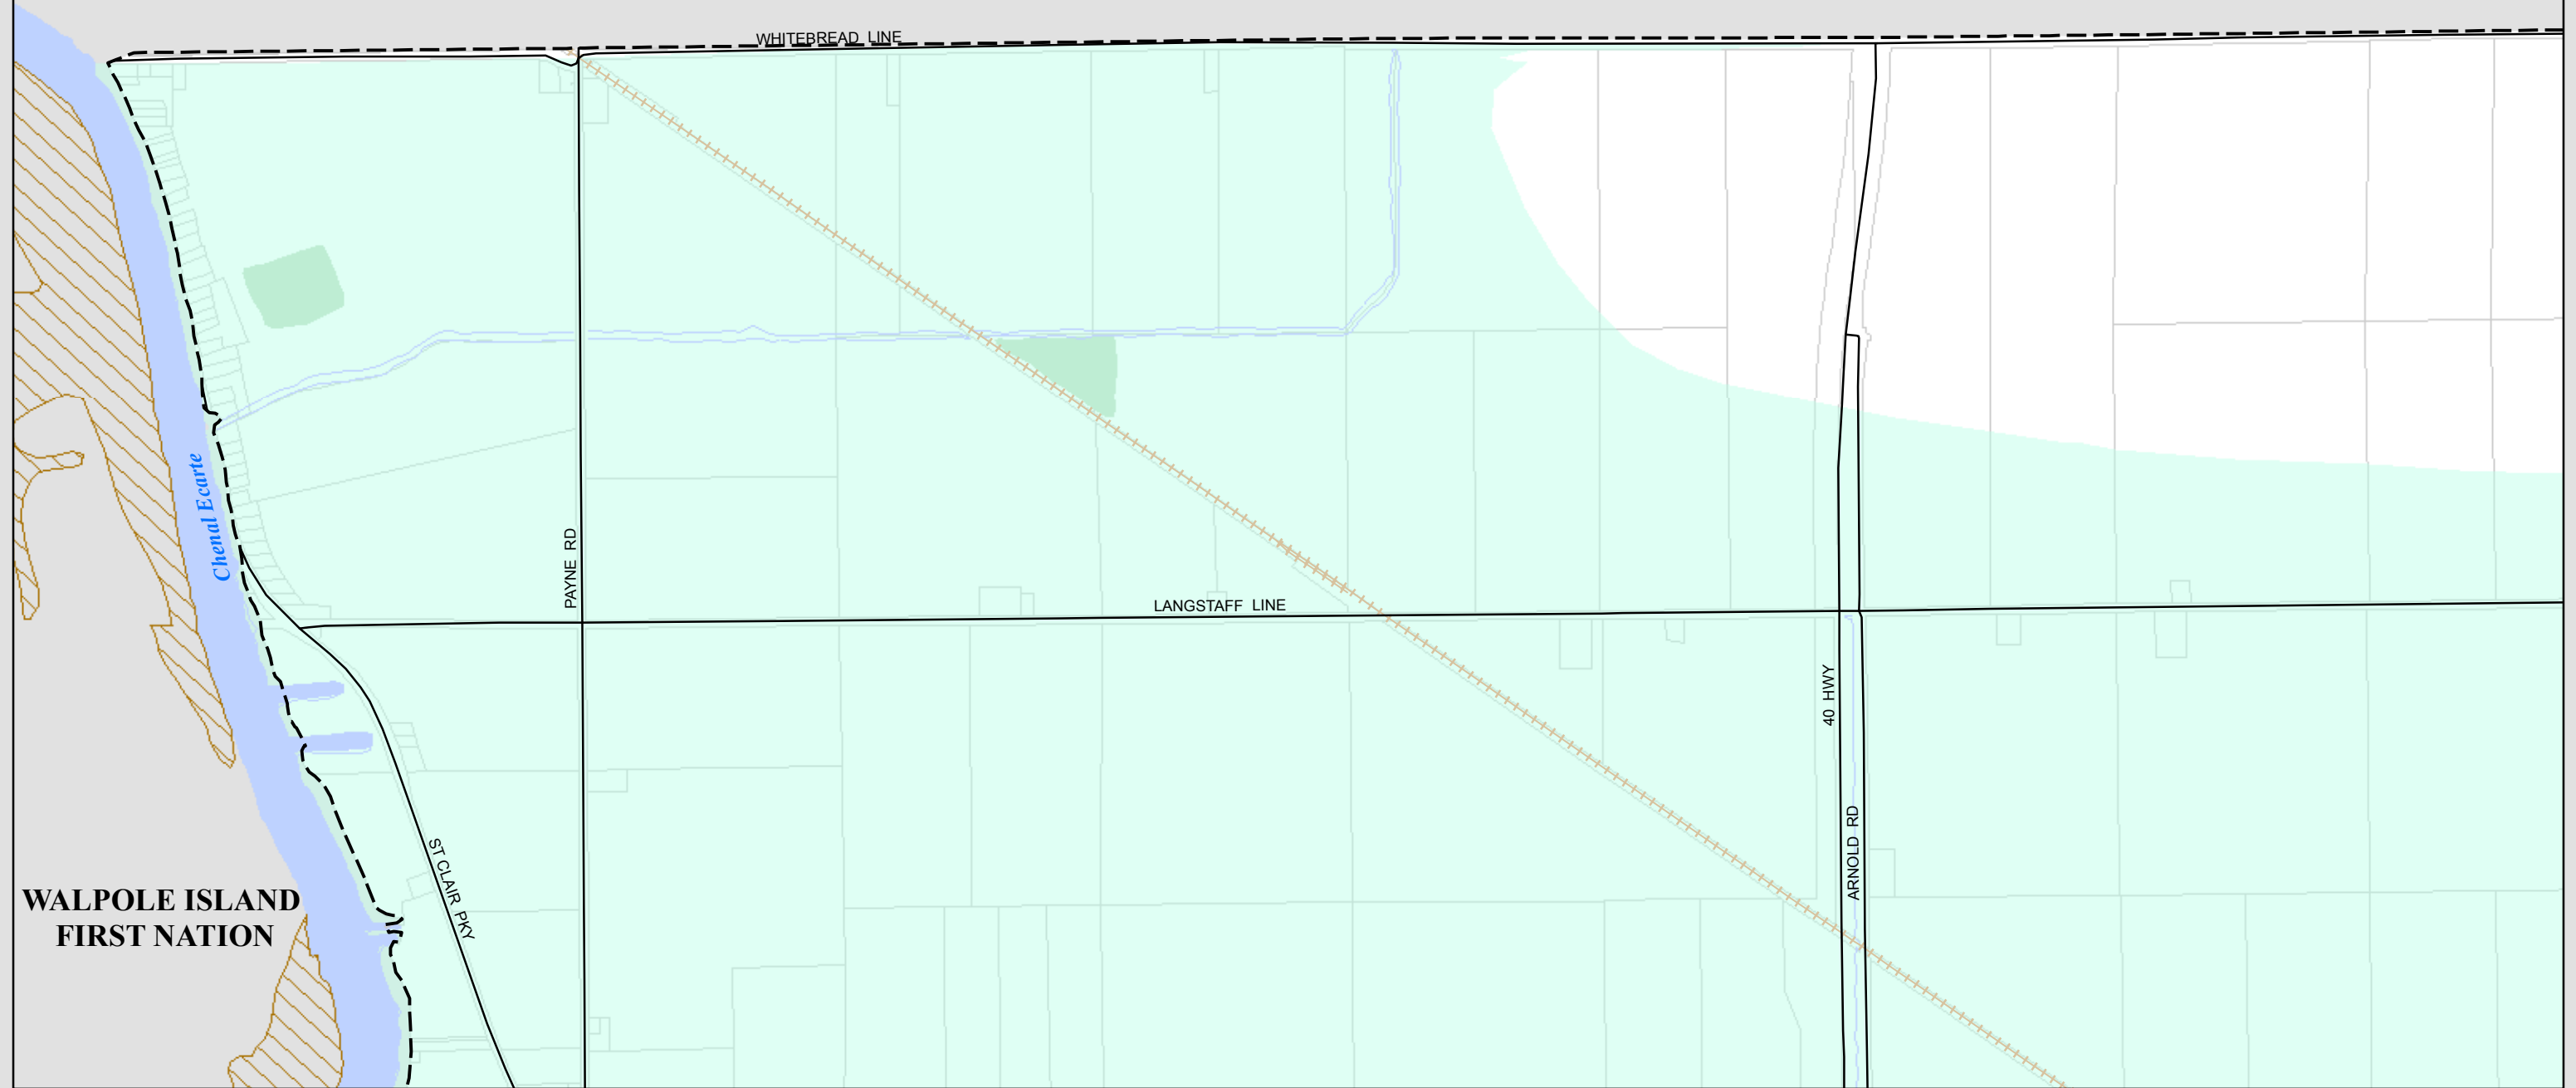 WHITEBREAD LINE
Chenal Ecarte
PAYNE RD
LANGSTAFF LINE
40 HWY
ARNOLD RD
ST CLAIR PKY
WALPOLE ISLAND
FIRST NATION